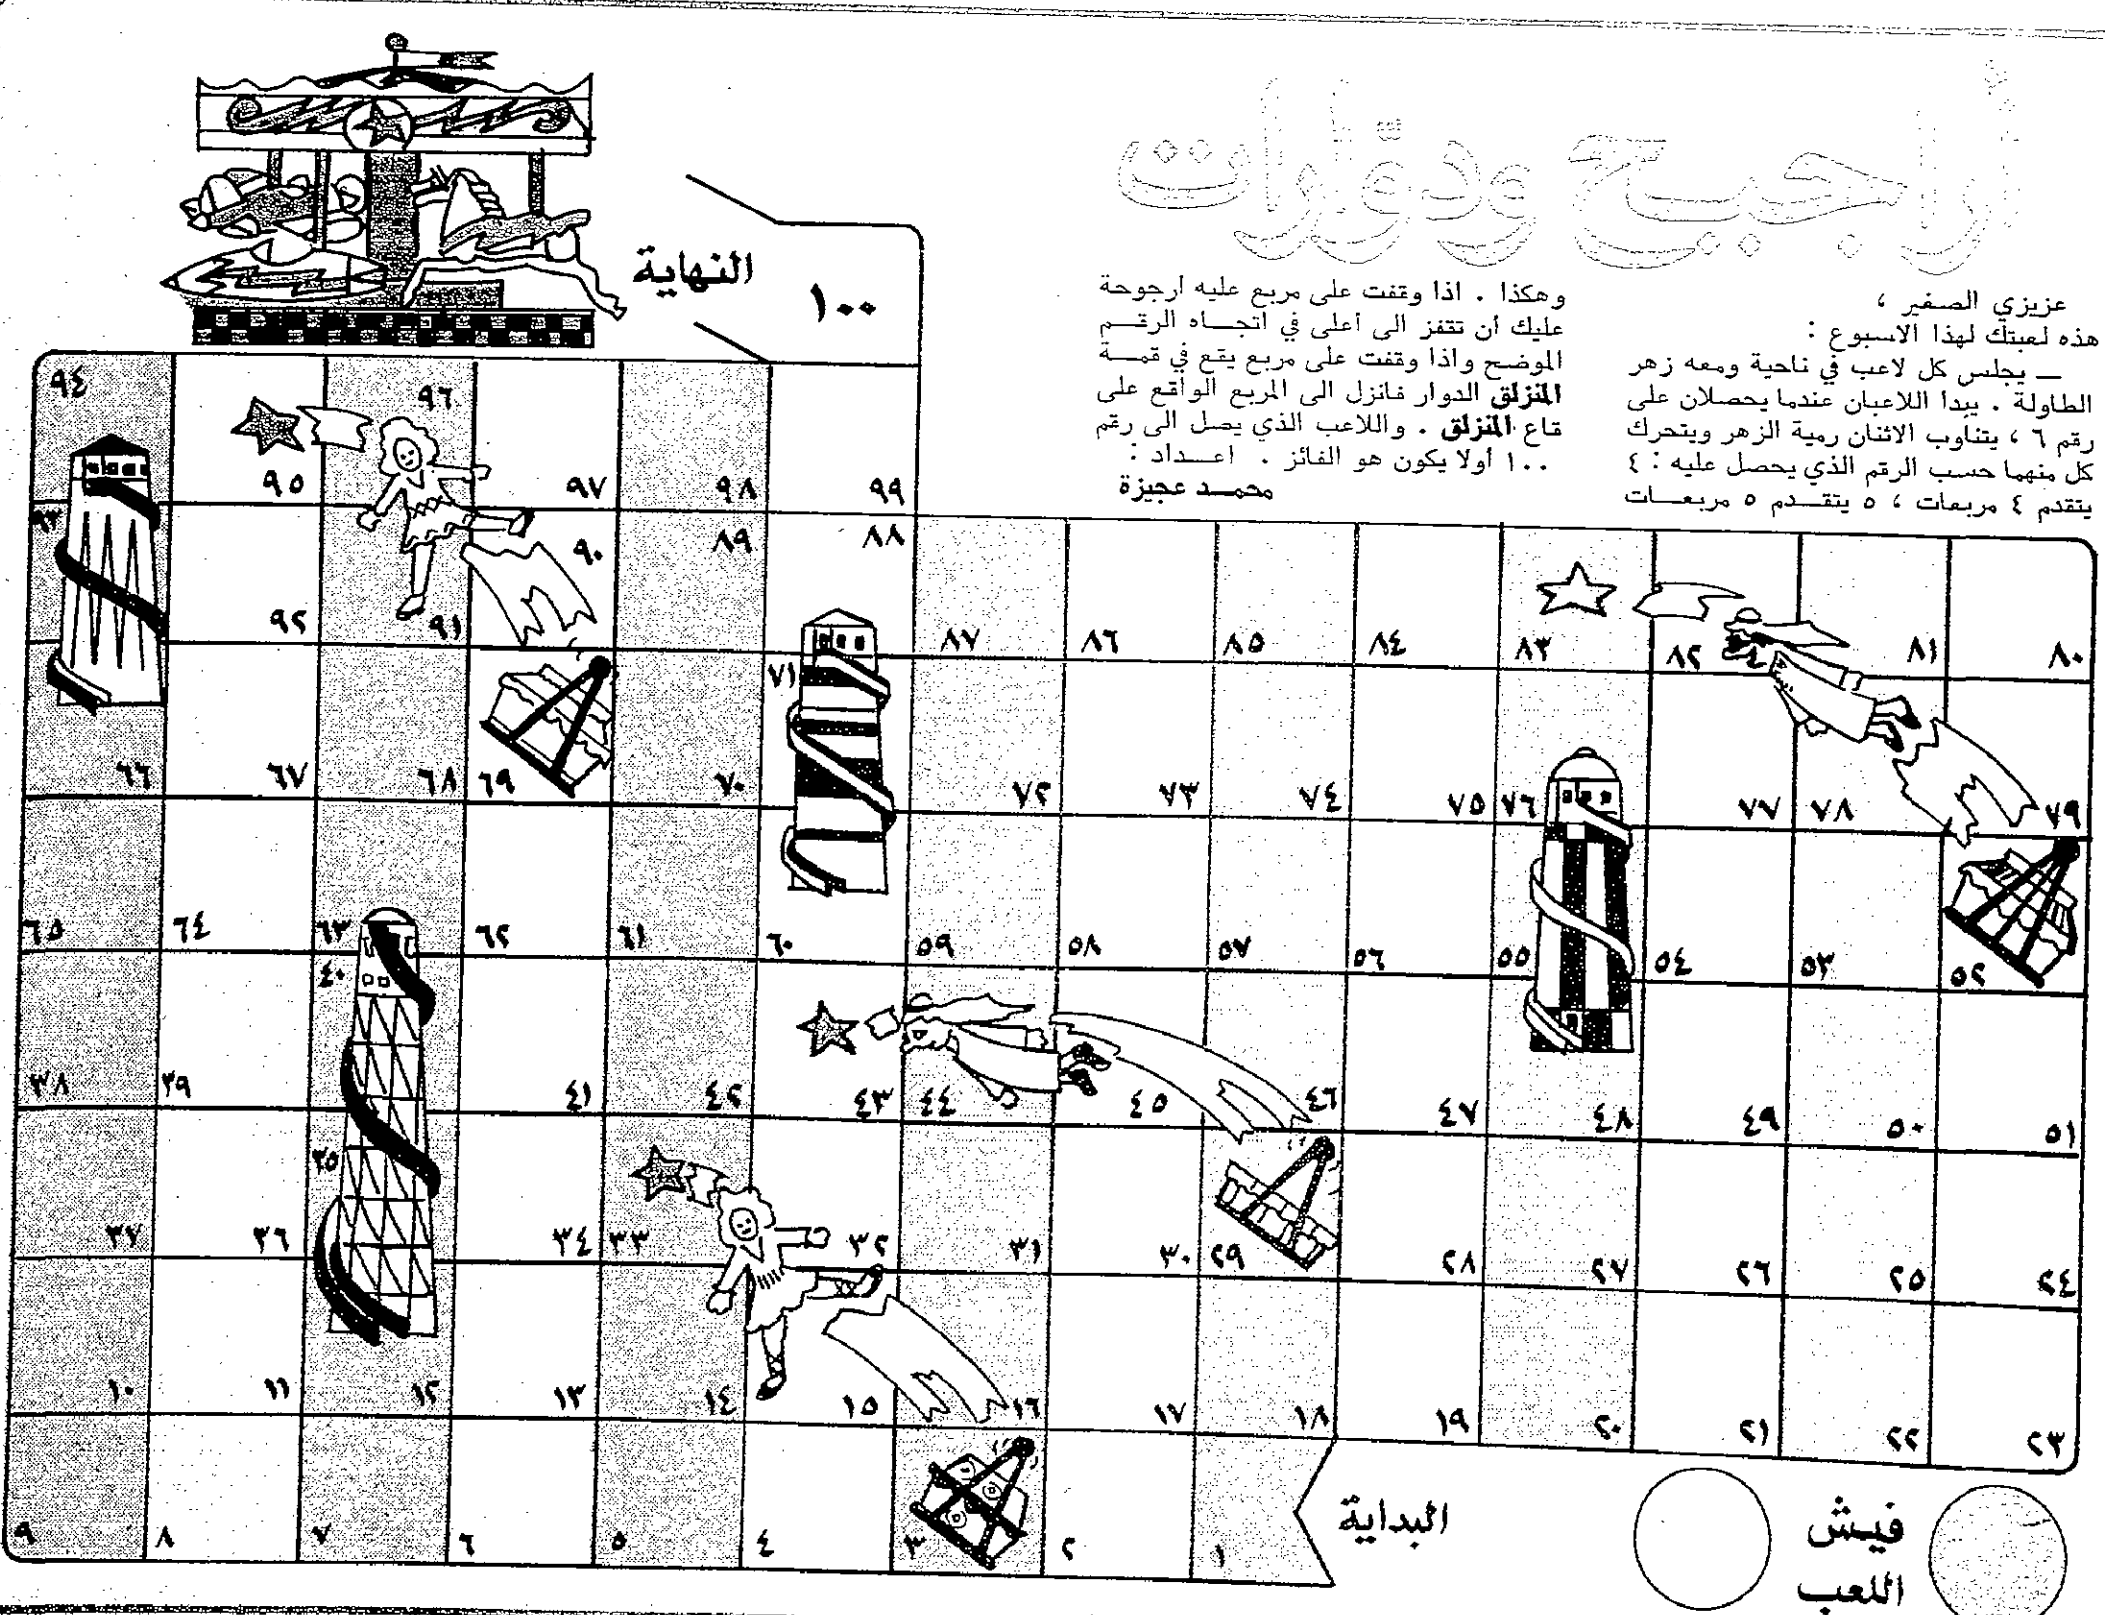 أراجيح ودوّارات
عزيزي الصغير ،
هذه لعبتك لهذا الاسبوع :
— يجلس كل لاعب في ناحية ومعه زهر
الطاولة . يبدا اللاعبان عندما يحصلان على
رقم ٦ ، يتناوب الاثنان رمية الزهر ويتحرك
كل منهما حسب الرقم الذي يحصل عليه : ٤
يتقدم ٤ مربعات ، ٥ يتقدم ٥ مربعات
وهكذا . اذا وقفت على مربع عليه ارجوحة
عليك أن تقفز الى أعلى في اتجاه الرقم
الموضح واذا وقفت على مربع يقع في قمة
المنزلق الدوار فانزل الى المربع الواقع على
قاع المنزلق . واللاعب الذي يصل الى رقم
١٠٠ أولا يكون هو الفائز . اعداد :
محمد عجيزة
النهاية
١٠٠
٩٤ ٩٥ ٩٦ ٩٧ ٩٨ ٩٩
٩٣ ٩٢ ٩١ ٩٠ ٨٩ ٨٨ ٨٧ ٨٦ ٨٥ ٨٤ ٨٣ ٨٢ ٨١ ٨٠
٦٦ ٦٧ ٦٨ ٦٩ ٧٠ ٧١ ٧٢ ٧٣ ٧٤ ٧٥ ٧٦ ٧٧ ٧٨ ٧٩
٦٥ ٦٤ ٦٣ ٦٢ ٦١ ٦٠ ٥٩ ٥٨ ٥٧ ٥٦ ٥٥ ٥٤ ٥٣ ٥٢
٣٨ ٣٩ ٤٠ ٤١ ٤٢ ٤٣ ٤٤ ٤٥ ٤٦ ٤٧ ٤٨ ٤٩ ٥٠ ٥١
٣٧ ٣٦ ٣٥ ٣٤ ٣٣ ٣٢ ٣١ ٣٠ ٢٩ ٢٨ ٢٧ ٢٦ ٢٥ ٢٤
١٠ ١١ ١٢ ١٣ ١٤ ١٥ ١٦ ١٧ ١٨ ١٩ ٢٠ ٢١ ٢٢ ٢٣
٩ ٨ ٧ ٦ ٥ ٤ ٣ ٢ ١
البداية
فيش
اللعب